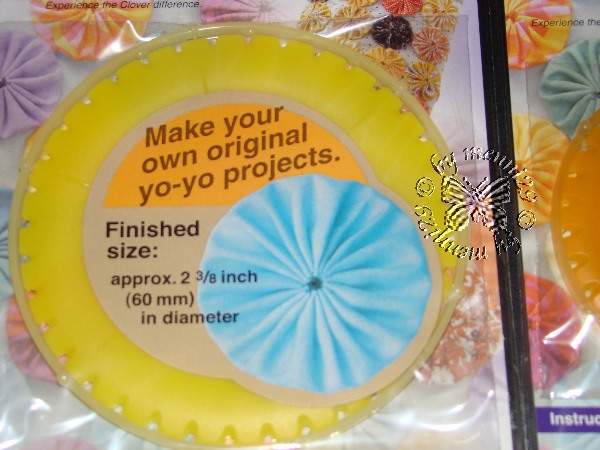 Experience the Clover difference.
Experience the
Make your
own original
yo-yo projects.
Finished
size:
approx. 2 3/8 inch
(60 mm)
in diameter
Instruc